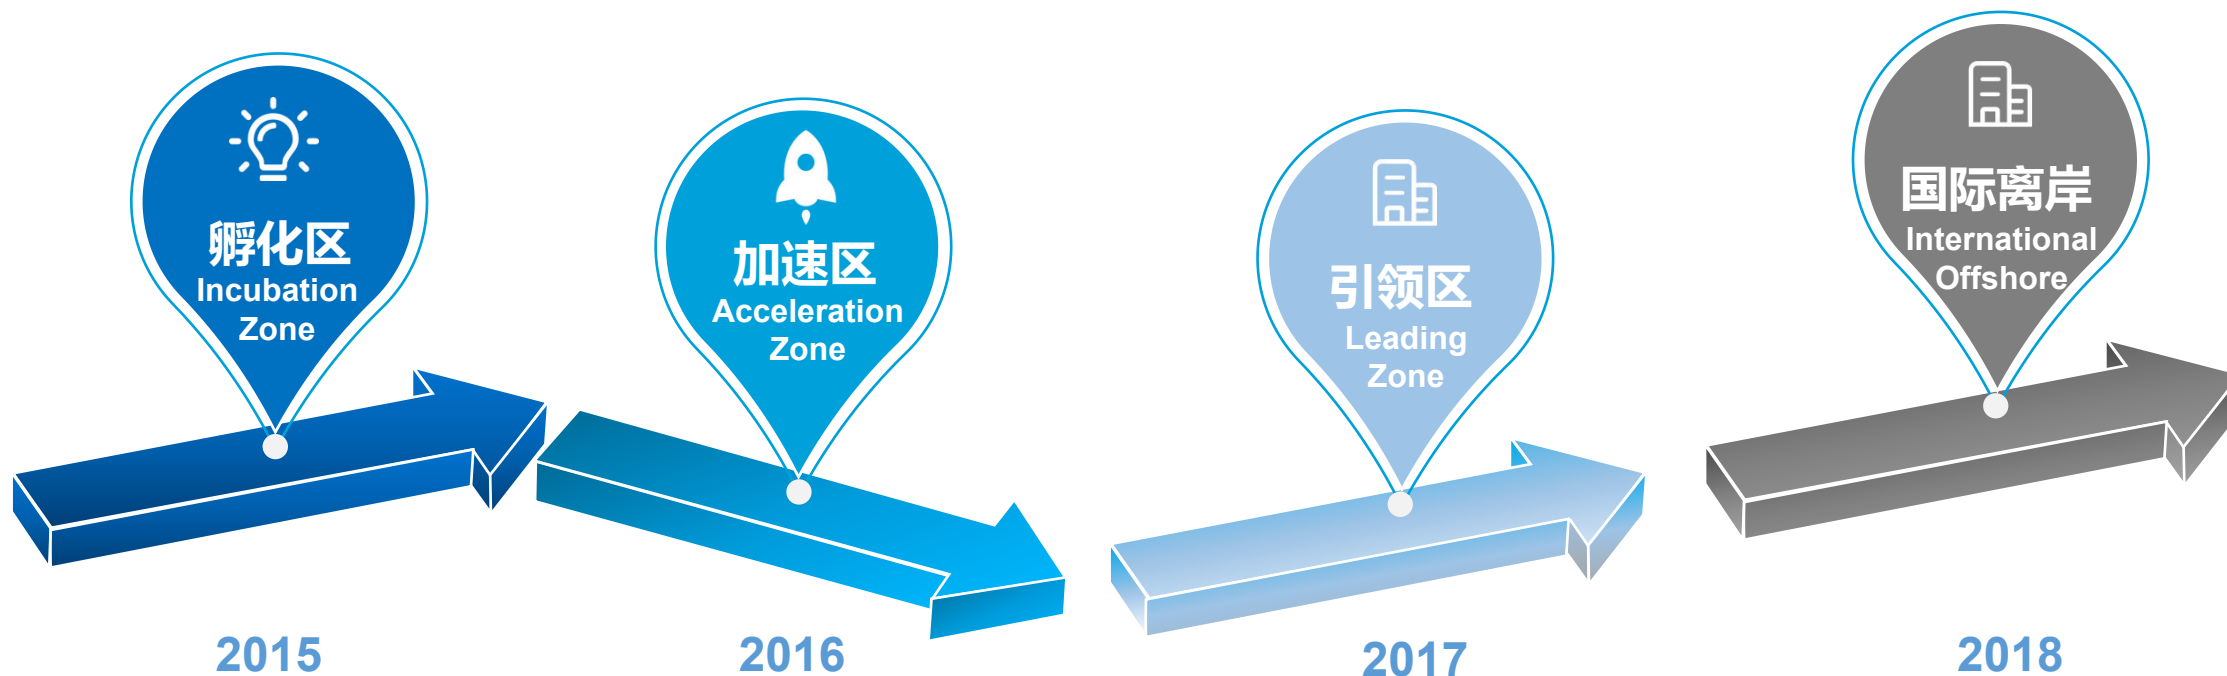 孵化区
Incubation
Zone
加速区
Acceleration
Zone
引领区
Leading
Zone
国际离岸
International
Offshore
2015
2016
2017
2018